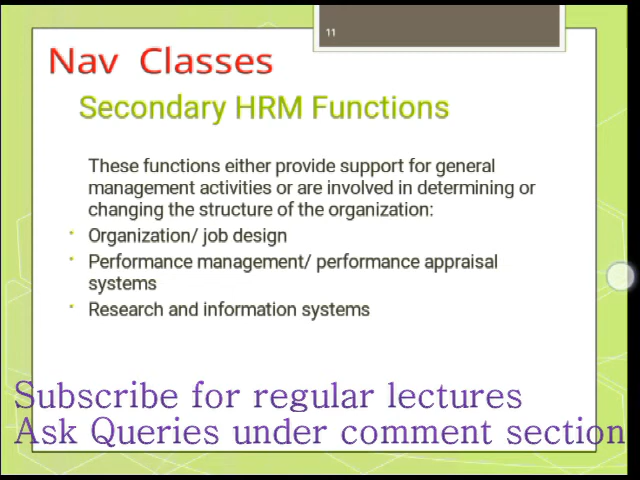 11
Nav Classes
Secondary HRM Functions
These functions either provide support for general
management activities or are involved in determining or
changing the structure of the organization:
Organization/ job design
Performance management/ performance appraisal
systems
Research and information systems
Subscribe for regular lectures
Ask Queries under comment section